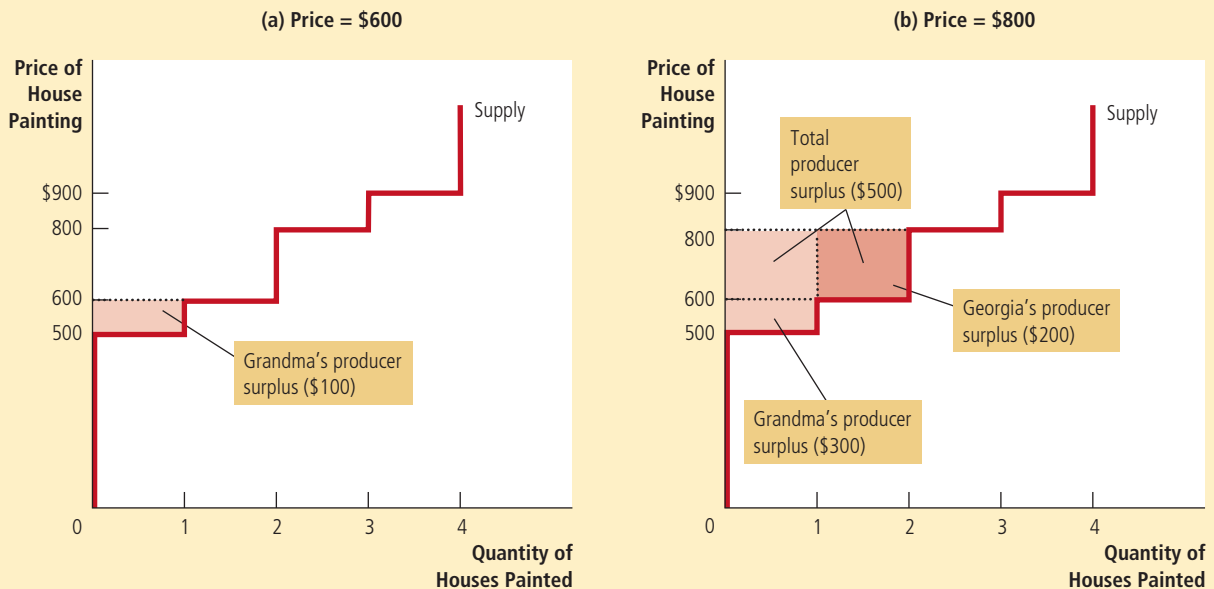 (a) Price = $600
Price of
House
Painting
Supply
$900
800
600
500
Grandma's producer
surplus ($100)
0
1
2
3
4
Quantity of
Houses Painted
(b) Price = $800
Price of
House
Painting
Supply
Total
producer
surplus ($500)
$900
800
600
500
Georgia's producer
surplus ($200)
Grandma's producer
surplus ($300)
0
1
2
3
4
Quantity of
Houses Painted